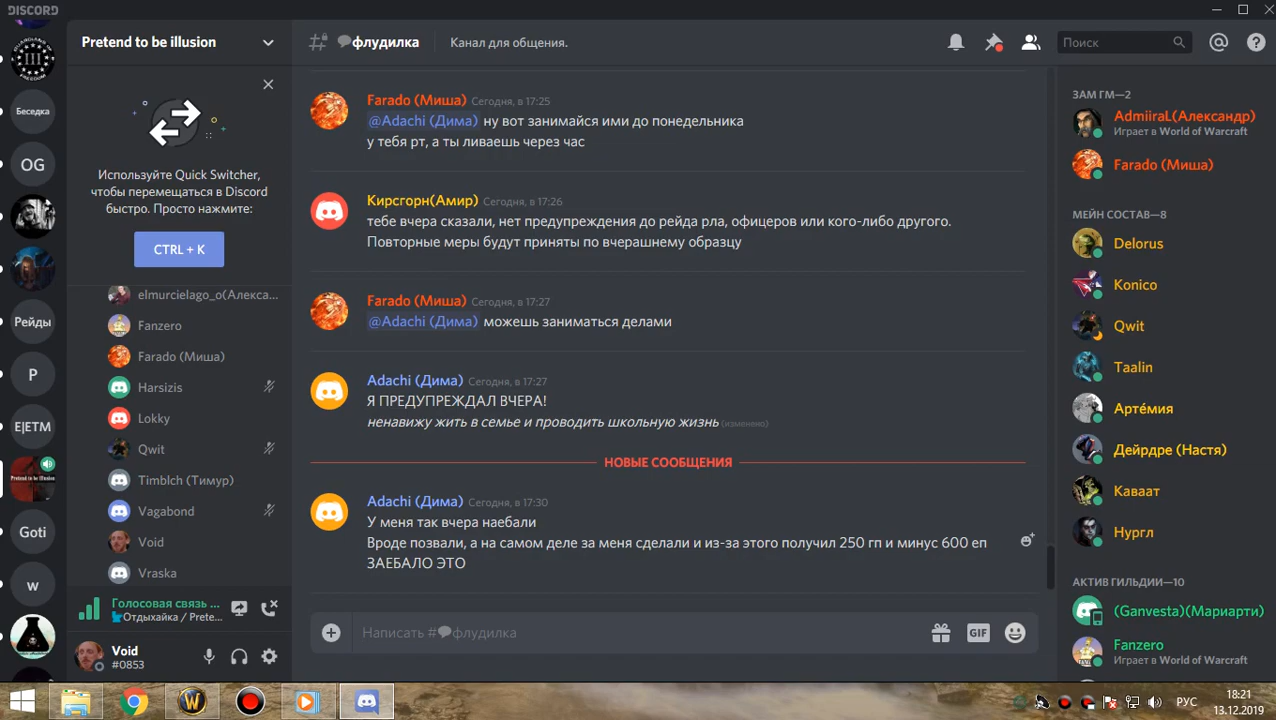 DISCORD
Беседка
OG
Рейды
P
E|ETM
Pretend to be Illusion
Goti
w
Pretend to be illusion
Используйте Quick Switcher,
чтобы перемещаться в Discord
быстро. Просто нажмите:
CTRL + K
elmurcielago_o(Алекса...
Fanzero
Farado (Миша)
Harsizis
Lokky
Qwit
Timblch (Тимур)
Vagabond
Void
Vraska
Голосовая связь ...
Отдыхайка / Prete...
Void
#0853
флудилка
Канал для общения.
Поиск
Farado (Миша) Сегодня, в 17:25
@Adachi (Дима) ну вот занимайся ими до понедельника
у тебя рт, а ты ливаешь через час
Кирсгорн(Амир) Сегодня, в 17:26
тебе вчера сказали, нет предупреждения до рейда рла, офицеров или кого-либо другого.
Повторные меры будут приняты по вчерашнему образцу
Farado (Миша) Сегодня, в 17:27
@Adachi (Дима) можешь заниматься делами
Adachi (Дима) Сегодня, в 17:27
Я ПРЕДУПРЕЖДАЛ ВЧЕРА!
ненавижу жить в семье и проводить школьную жизнь (изменено)
НОВЫЕ СООБЩЕНИЯ
Adachi (Дима) Сегодня, в 17:30
У меня так вчера наебали
Вроде позвали, а на самом деле за меня сделали и из-за этого получил 250 гп и минус 600 еп
ЗАЕБАЛО ЭТО
Написать #флудилка
GIF
ЗАМ ГМ—2
AdmiiraL(Александр)
Играет в World of Warcraft
Farado (Миша)
МЕЙН СОСТАВ—8
Delorus
Konico
Qwit
Taalin
Артéмия
Дейрдре (Настя)
Каваат
Нургл
АКТИВ ГИЛЬДИИ—10
(Ganvesta)(Мариарти)
Fanzero
Играет в World of Warcraft
РУС
18:21
13.12.2019